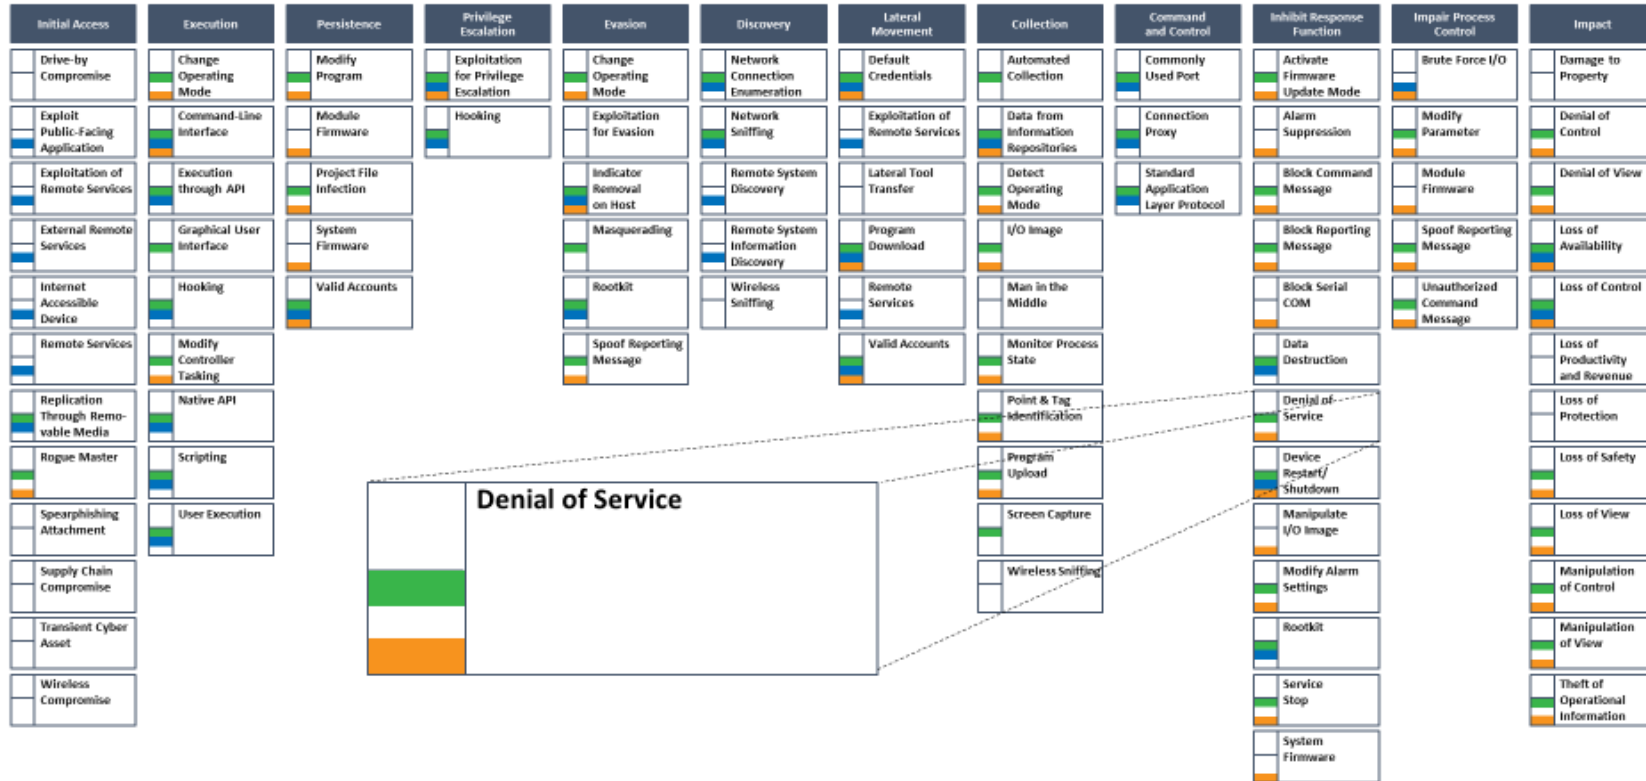 Initial Access
Drive-by
Compromise
Exploit
Public-Facing
Application
Exploitation of
Remote Services
External Remote
Services
Internet
Accessible
Device
Remote Services
Replication
Through Remo-
vable Media
Rogue Master
Spearphishing
Attachment
Supply Chain
Compromise
Transient Cyber
Asset
Wireless
Compromise
Execution
Change
Operating
Mode
Command-Line
Interface
Execution
through API
Graphical User
Interface
Hooking
Modify
Controller
Tasking
Native API
Scripting
User Execution
Persistence
Modify
Program
Module
Firmware
Project File
Infection
System
Firmware
Valid Accounts
Privilege
Escalation
Exploitation
for Privilege
Escalation
Hooking
Evasion
Change
Operating
Mode
Exploitation
for Evasion
Indicator
Removal
on Host
Masquerading
Rootkit
Spoof Reporting
Message
Discovery
Network
Connection
Enumeration
Network
Sniffing
Remote System
Discovery
Remote System
Information
Discovery
Wireless
Sniffing
Lateral
Movement
Default
Credentials
Exploitation of
Remote Services
Lateral Tool
Transfer
Program
Download
Remote
Services
Valid Accounts
Collection
Automated
Collection
Data from
Information
Repositories
Detect
Operating
Mode
I/O Image
Man in the
Middle
Monitor Process
State
Point & Tag
Identification
Program
Upload
Screen Capture
Wireless Sniffing
Command
and Control
Commonly
Used Port
Connection
Proxy
Standard
Application
Layer Protocol
Inhibit Response
Function
Activate
Firmware
Update Mode
Alarm
Suppression
Block Command
Message
Block Reporting
Message
Block Serial
COM
Data
Destruction
Denial of
Service
Device
Restart/
Shutdown
Manipulate
I/O Image
Modify Alarm
Settings
Rootkit
Service
Stop
System
Firmware
Impair Process
Control
Brute Force I/O
Modify
Parameter
Module
Firmware
Spoof Reporting
Message
Unauthorized
Command
Message
Impact
Damage to
Property
Denial of
Control
Denial of View
Loss of
Availability
Loss of Control
Loss of
Productivity
and Revenue
Loss of
Protection
Loss of Safety
Loss of View
Manipulation
of Control
Manipulation
of View
Theft of
Operational
Information
Denial of Service